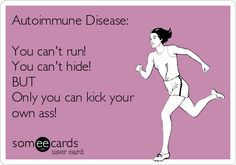 Autoimmune Disease:
You can't run!
You can't hide!
BUT
Only you can kick your
own ass!
someecards
user card